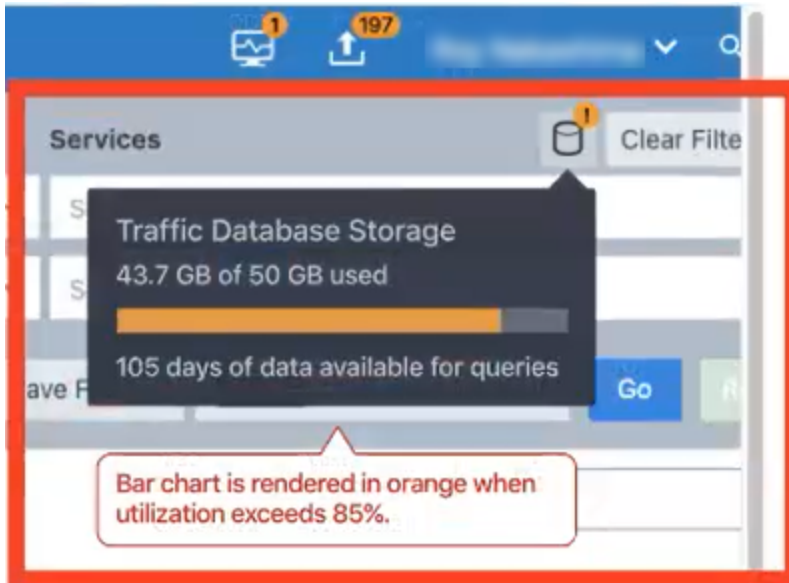 1
197
Services
!
Clear Filte
S
Traffic Database Storage
43.7 GB of 50 GB used
S
105 days of data available for queries
ave F
Go
R
Bar chart is rendered in orange when
utilization exceeds 85%.